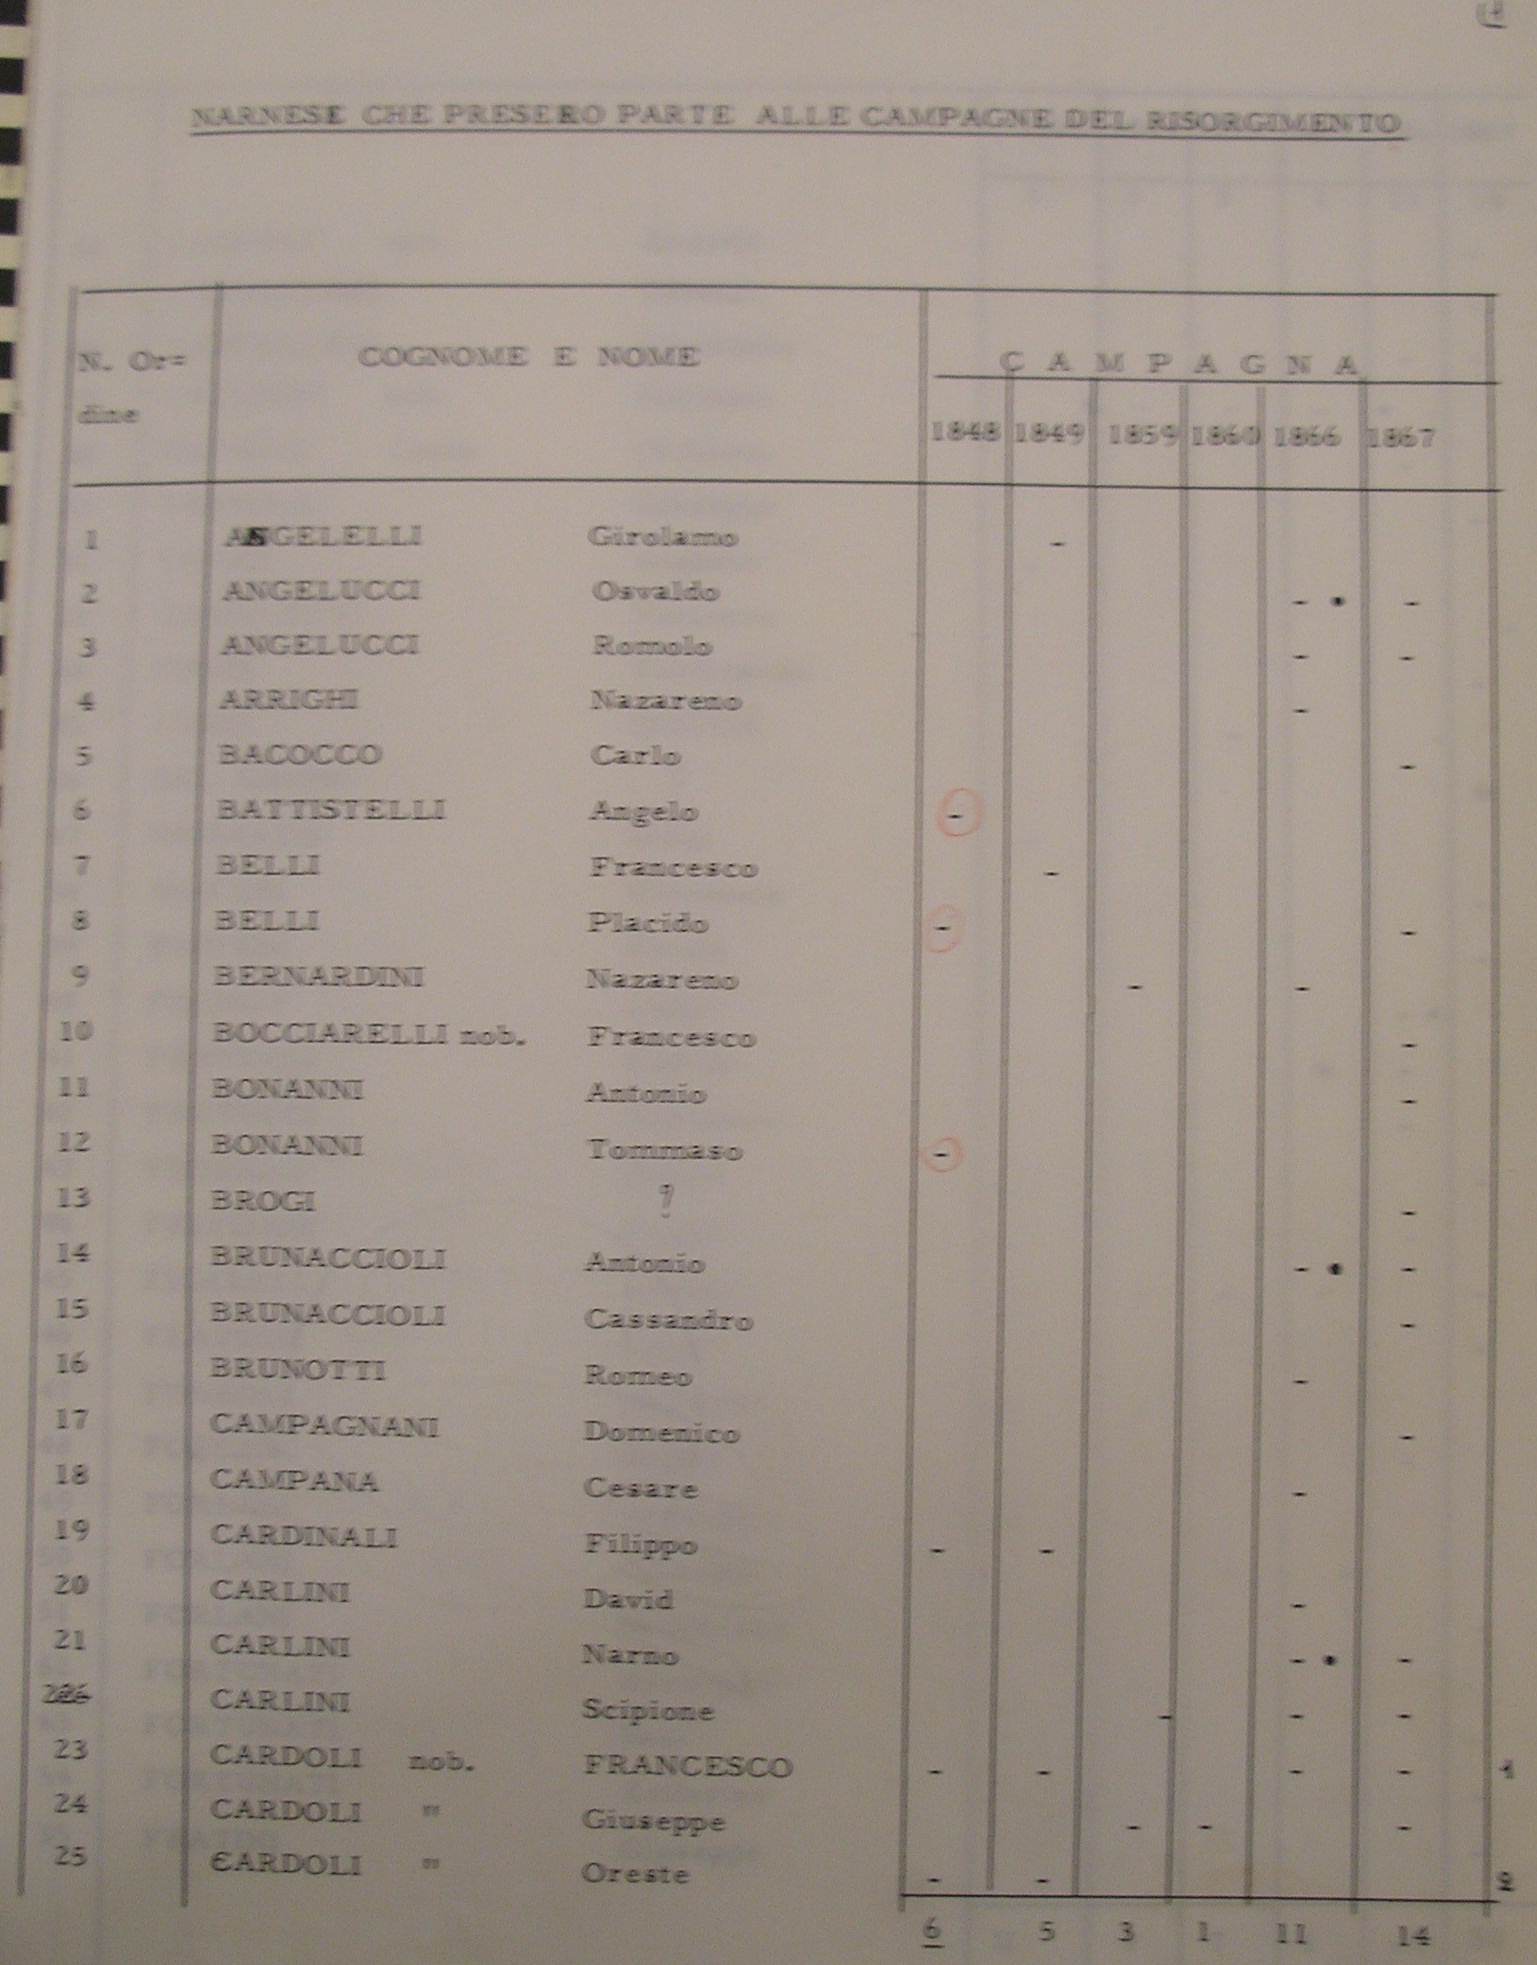 NARNESI CHE PRESERO PARTE ALLE CAMPAGNE DEL RISORGIMENTO
N. Or= COGNOME E NOME C A M P A G N A
dine
1848 1849 1859 1860 1866 1867
1 ANGELELLI Girolamo -
2 ANGELUCCI Osvaldo - • -
3 ANGELUCCI Romolo - -
4 ARRIGHI Nazareno -
5 BACOCCO Carlo -
6 BATTISTELLI Angelo -
7 BELLI Francesco -
8 BELLI Placido - -
9 BERNARDINI Nazareno - -
10 BOCCIARELLI nob. Francesco -
11 BONANNI Antonio -
12 BONANNI Tommaso -
13 BROGI ? -
14 BRUNACCIOLI Antonio - • -
15 BRUNACCIOLI Cassandro -
16 BRUNOTTI Romeo -
17 CAMPAGNANI Domenico -
18 CAMPANA Cesare -
19 CARDINALI Filippo - -
20 CARLINI David -
21 CARLINI Narno - • -
CARLINI Scipione - - -
23 CARDOLI nob. FRANCESCO - - - - 1
24 CARDOLI " Giuseppe - - -
25 CARDOLI " Oreste - - 2
6 5 3 1 11 14